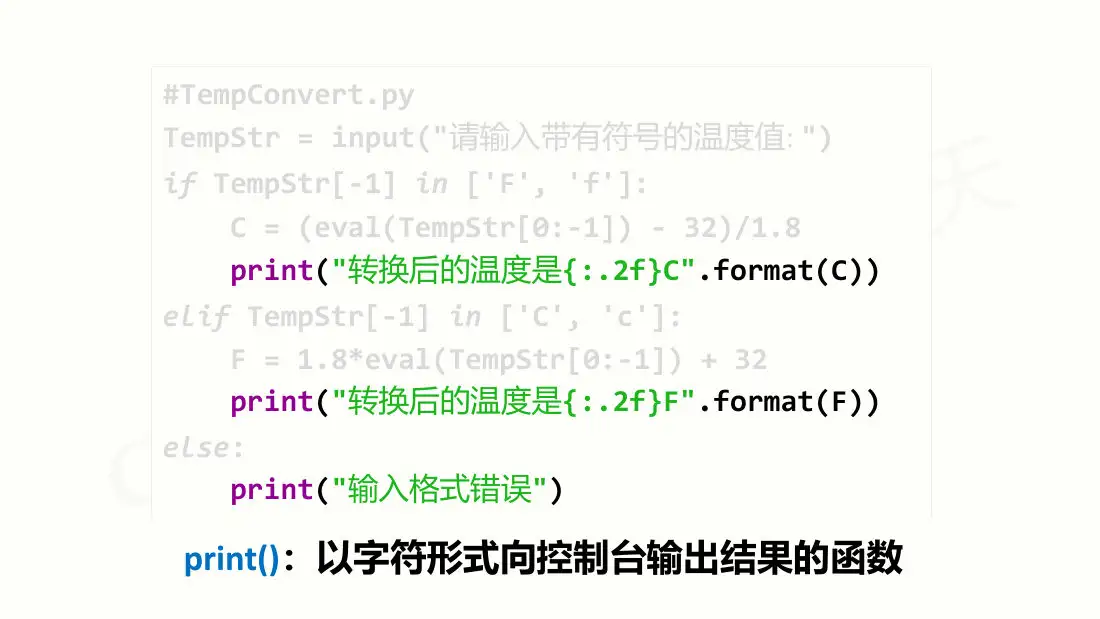 #TempConvert.py
TempStr = input("请输入带有符号的温度值: ")
if TempStr[-1] in ['F', 'f']:
    C = (eval(TempStr[0:-1]) - 32)/1.8
    print("转换后的温度是{:.2f}C".format(C))
elif TempStr[-1] in ['C', 'c']:
    F = 1.8*eval(TempStr[0:-1]) + 32
    print("转换后的温度是{:.2f}F".format(F))
else:
    print("输入格式错误")
print()：以字符形式向控制台输出结果的函数